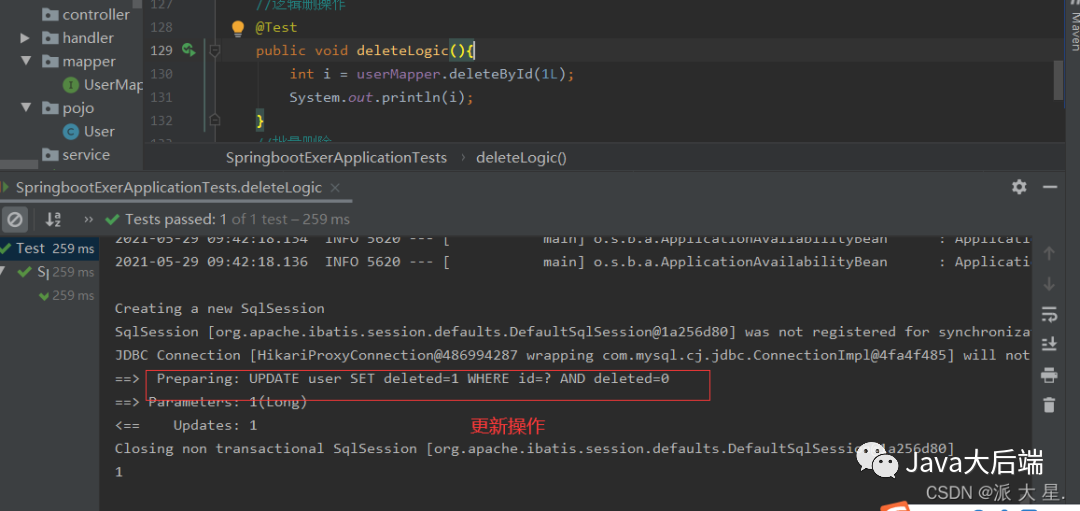 controller
handler
mapper
UserMap
pojo
User
service
127 //逻辑删操作
128 @Test
129 public void deleteLogic(){
130 int i = userMapper.deleteById(1L);
131 System.out.println(i);
132 }
//批量删除
SpringbootExerApplicationTests › deleteLogic()
SpringbootExerApplicationTests.deleteLogic ×
Maven
» Tests passed: 1 of 1 test – 259 ms
Test 259 ms
Sp 259 ms
259 ms
2021-05-29 09:42:18.134 INFO 5620 --- [ main] o.s.b.a.ApplicationAvailabilityBean : Applicati
2021-05-29 09:42:18.136 INFO 5620 --- [ main] o.s.b.a.ApplicationAvailabilityBean : Applicati
Creating a new SqlSession
SqlSession [org.apache.ibatis.session.defaults.DefaultSqlSession@1a256d80] was not registered for synchroniza
JDBC Connection [HikariProxyConnection@486994287 wrapping com.mysql.cj.jdbc.ConnectionImpl@4fa4f485] will not
==> Preparing: UPDATE user SET deleted=1 WHERE id=? AND deleted=0
==> Parameters: 1(Long)
<== Updates: 1
更新操作
Closing non transactional SqlSession [org.apache.ibatis.session.defaults.DefaultSqlSession@1a256d80]
1
Java大后端
CSDN @派 大 星.